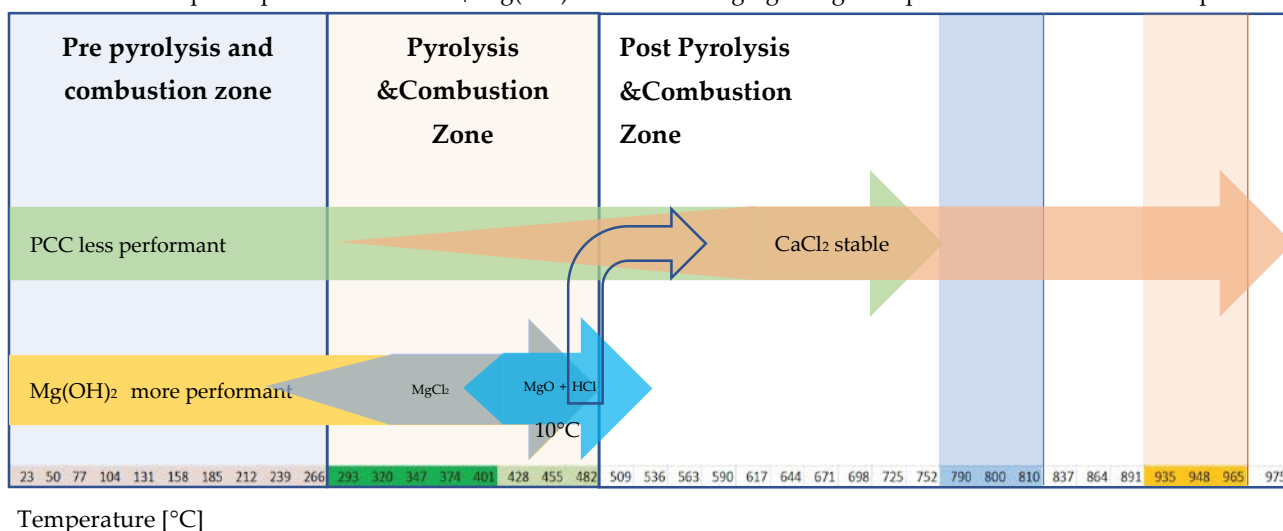 Pre pyrolysis and
combustion zone
Pyrolysis
&Combustion
Zone
Post Pyrolysis
&Combustion
Zone
PCC less performant
CaCl₂ stable
Mg(OH)₂ more performant
MgCl₂
MgO + HCl
10°C
23 50 77 104 131 158 185 212 239 266 293 320 347 374 401 428 455 482 509 536 563 590 617 644 671 698 725 752 790 800 810 837 864 891 935 948 965 975
Temperature [°C]